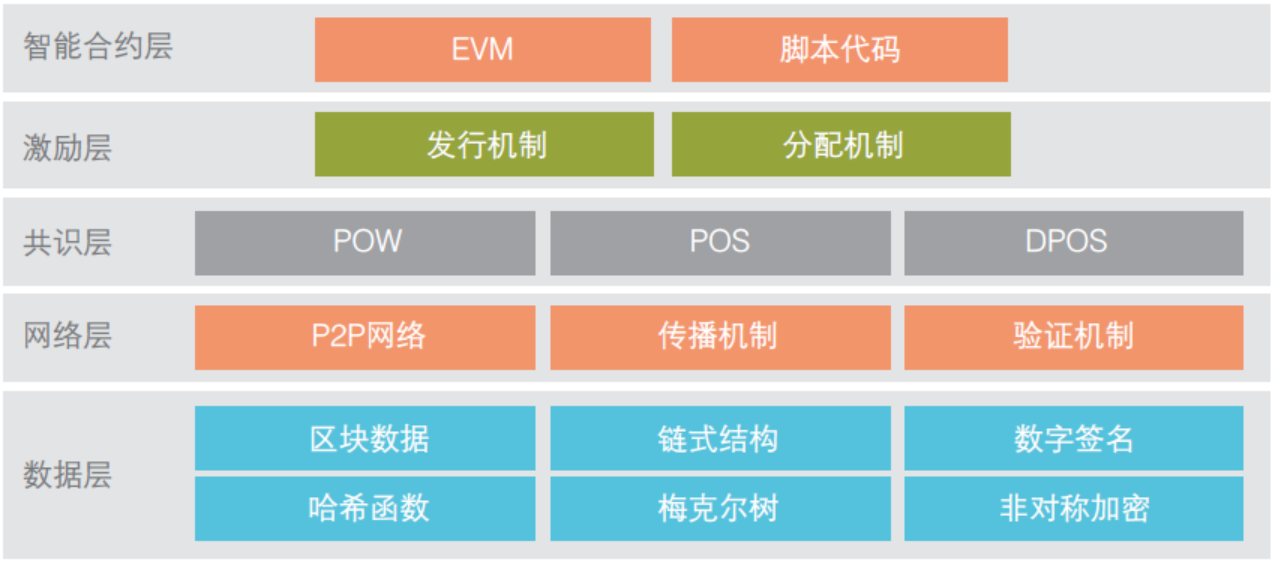 智能合约层
EVM
脚本代码
激励层
发行机制
分配机制
共识层
POW
POS
DPOS
网络层
P2P网络
传播机制
验证机制
数据层
区块数据
链式结构
数字签名
哈希函数
梅克尔树
非对称加密